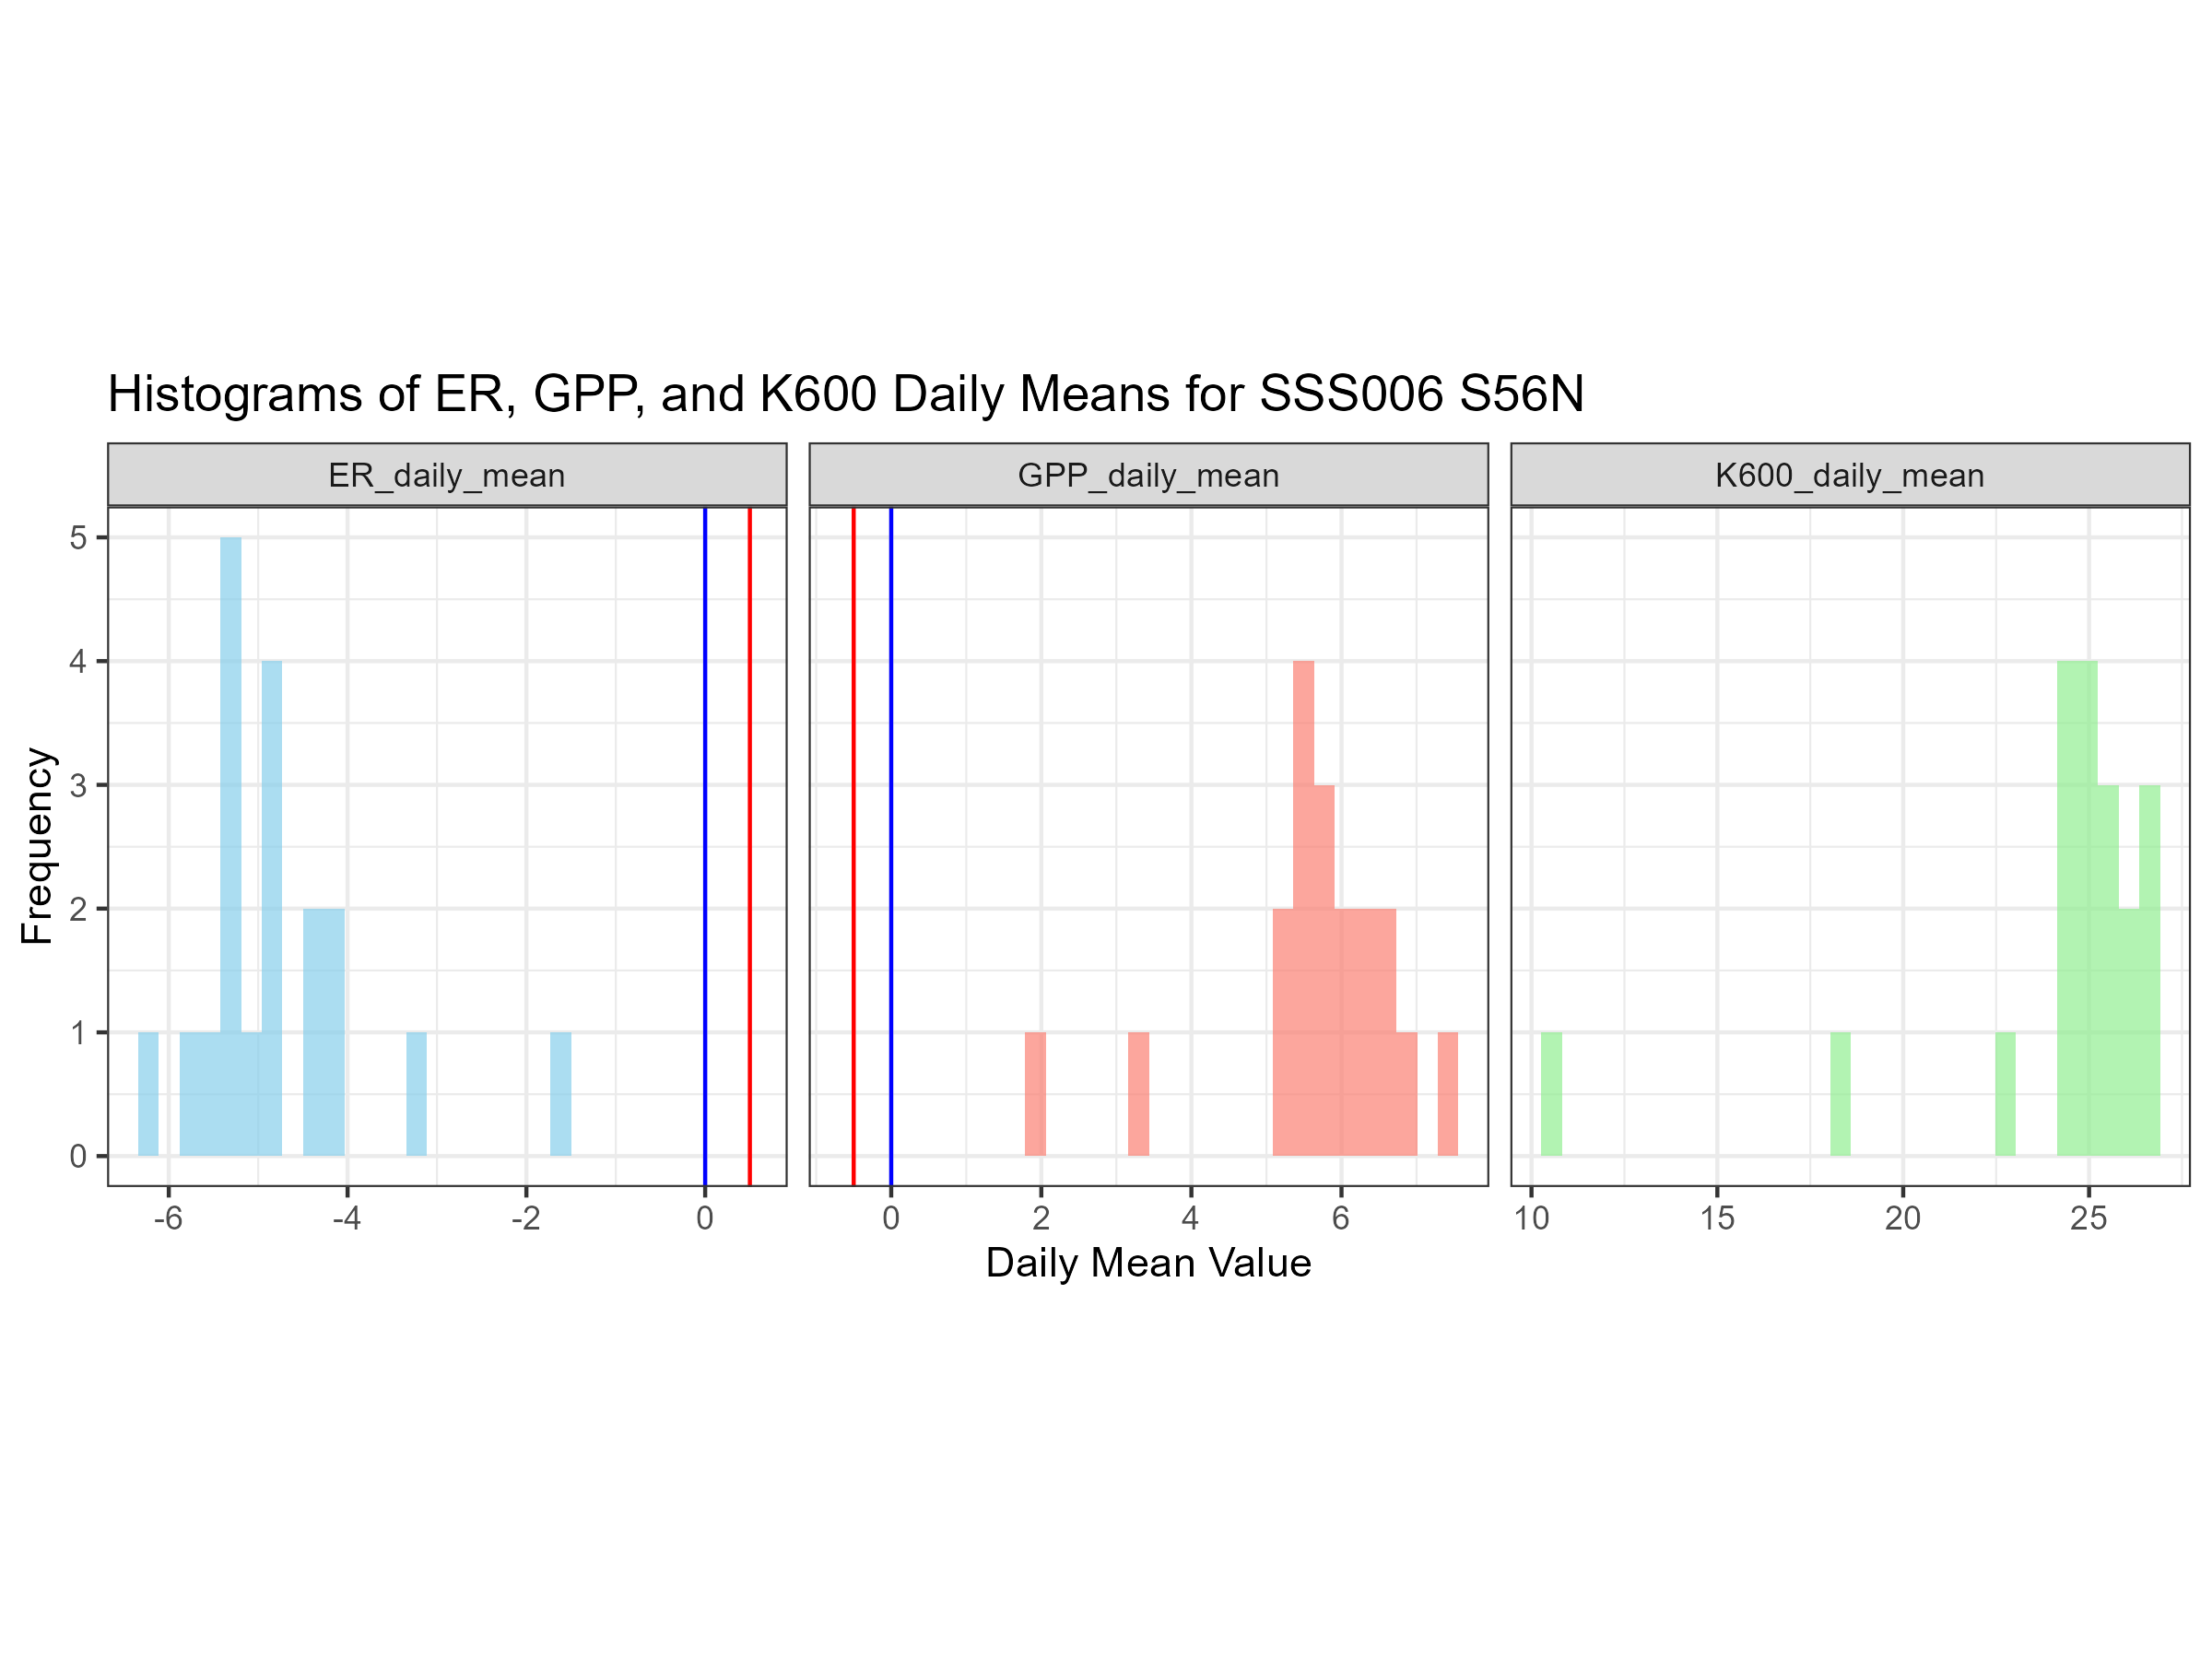 Histograms of ER, GPP, and K600 Daily Means for SSS006 S56N
ER_daily_mean
GPP_daily_mean
K600_daily_mean
Frequency
5
4
3
2
1
0
-6 -4 -2 0
0 2 4 6
10 15 20 25
Daily Mean Value